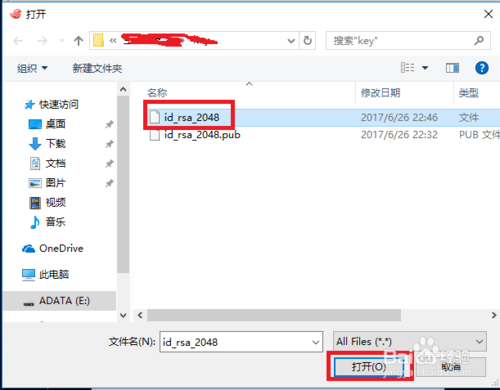 打开
搜索"key"
组织
新建文件夹
名称
修改日期
类型
快速访问
id_rsa_2048
2017/6/26 22:46
文件
桌面
id_rsa_2048.pub
2017/6/26 22:32
PUB 文件
下载
文档
图片
视频
音乐
OneDrive
此电脑
ADATA (E:)
文件名(N):
id_rsa_2048
All Files (*.*)
打开(O)
取消